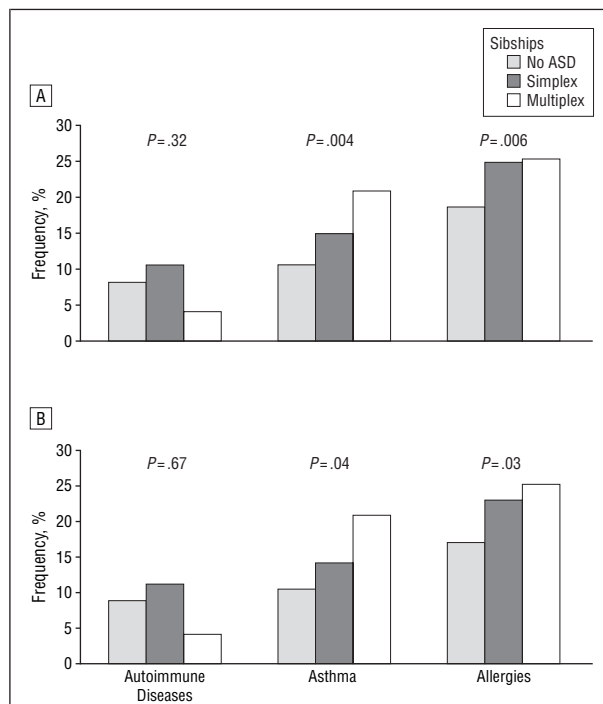 Sibships
No ASD
Simplex
Multiplex
A
30
25
20
15
10
5
0
Frequency, %
P = .32
P = .004
P = .006
B
30
25
20
15
10
5
0
Frequency, %
P = .67
P = .04
P = .03
Autoimmune
Diseases
Asthma
Allergies